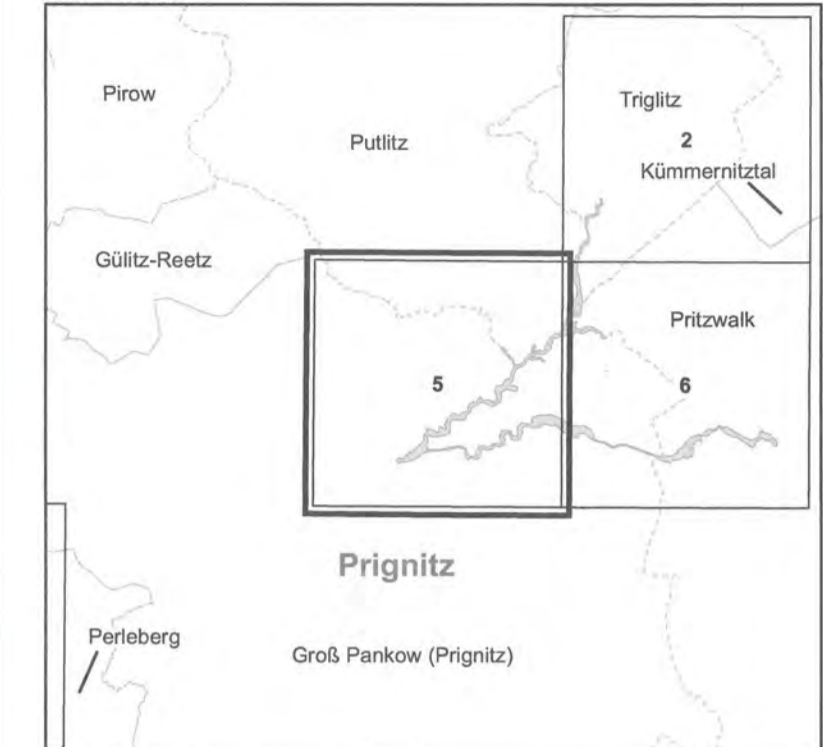 Pirow
Triglitz
Putlitz
2
Kümmernitztal
Gülitz-Reetz
Pritzwalk
5
6
Prignitz
Perleberg
Groß Pankow (Prignitz)